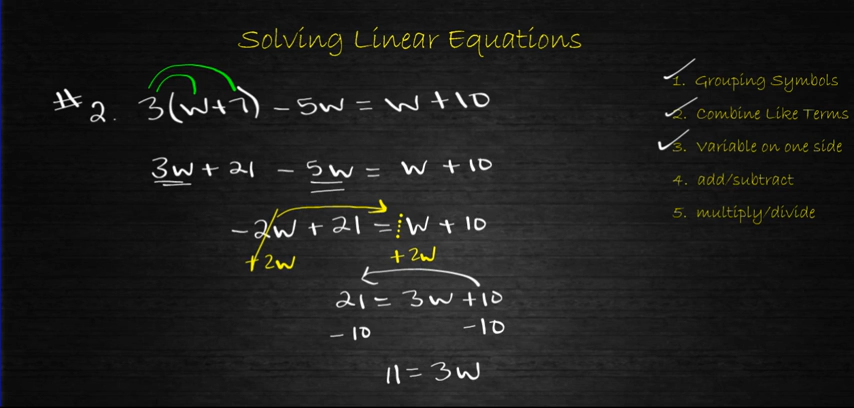 Solving Linear Equations
#2. 3(w+7) - 5w = w + 10
3w + 21 - 5w = w + 10
-2w + 21 = w + 10
+2w +2w
21 = 3w +10
-10 -10
11 = 3w
1. Grouping Symbols
2. Combine Like Terms
3. Variable on one side
4. add/subtract
5. multiply/divide